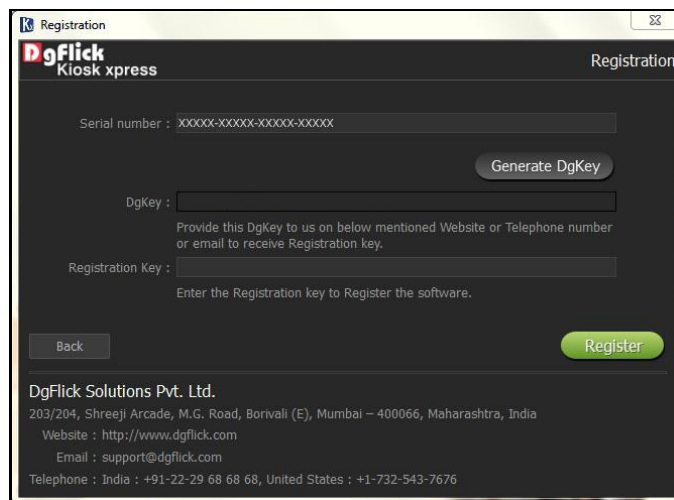 Registration
DgFlick
Kiosk xpress
Registration
Serial number : XXXXX-XXXXX-XXXXX-XXXXX
Generate DgKey
DgKey :
Provide this DgKey to us on below mentioned Website or Telephone number
or email to receive Registration key.
Registration Key :
Enter the Registration key to Register the software.
Back
Register
DgFlick Solutions Pvt. Ltd.
203/204, Shreeji Arcade, M.G. Road, Borivali (E), Mumbai – 400066, Maharashtra, India
Website : http://www.dgflick.com
Email : support@dgflick.com
Telephone : India : +91-22-29 68 68 68, United States : +1-732-543-7676